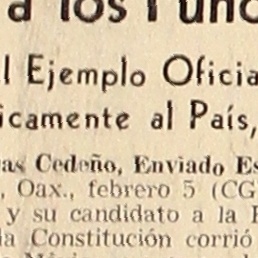 a los Func
l Ejemplo Oficia
icamente al País,
as Cedeño, Enviado Es
, Oax., febrero 5 (CG
y su candidato a la
la Constitución corrió